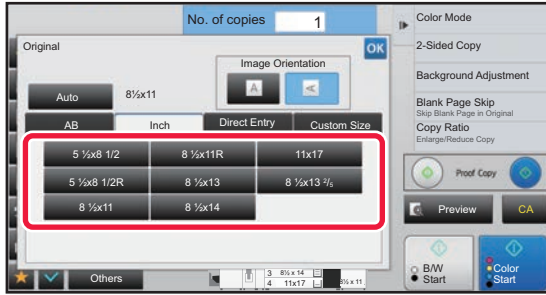 No. of copies 1
Original
OK
Image Orientation
A A
Auto 8½x11
AB Inch Direct Entry Custom Size
5 ½x8 1/2 8 ½x11R 11x17
5 ½x8 1/2R 8 ½x13 8 ½x13 ²/₅
8 ½x11 8 ½x14
Others
3 8½ x 14
4 11x17
8½ x 11
Color Mode
2-Sided Copy
Background Adjustment
Blank Page Skip
Skip Blank Page in Original
Copy Ratio
Enlarge/Reduce Copy
Proof Copy
Preview CA
B/W
Start
Color
Start